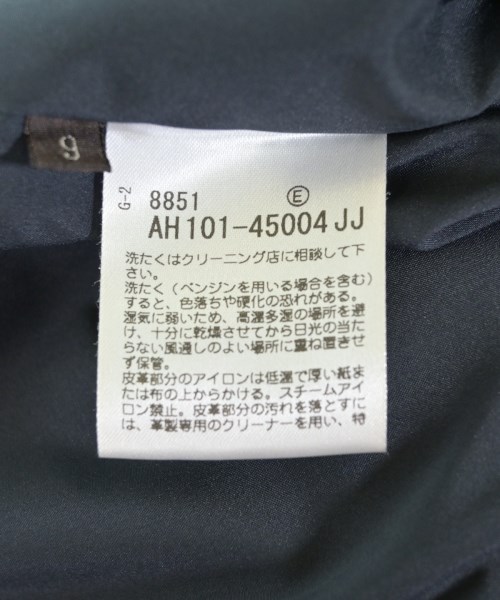 9
G-2
8851 Ⓔ
AH101-45004 JJ
洗たくはクリーニング店に相談して下
さい。
洗たく（ベンジンを用いる場合を含む）
すると、色落ちや硬化の恐れがある。
湿気に弱いため、高温多湿の場所を避
け、十分に乾燥させてから日光の当た
らない風通しのよい場所に重ね置きせ
ず保管。
皮革部分のアイロンは低温で厚い紙ま
たは布の上からかける。スチームアイ
ロン禁止。皮革部分の汚れを落とすに
は、革製専用のクリーナーを用い、特